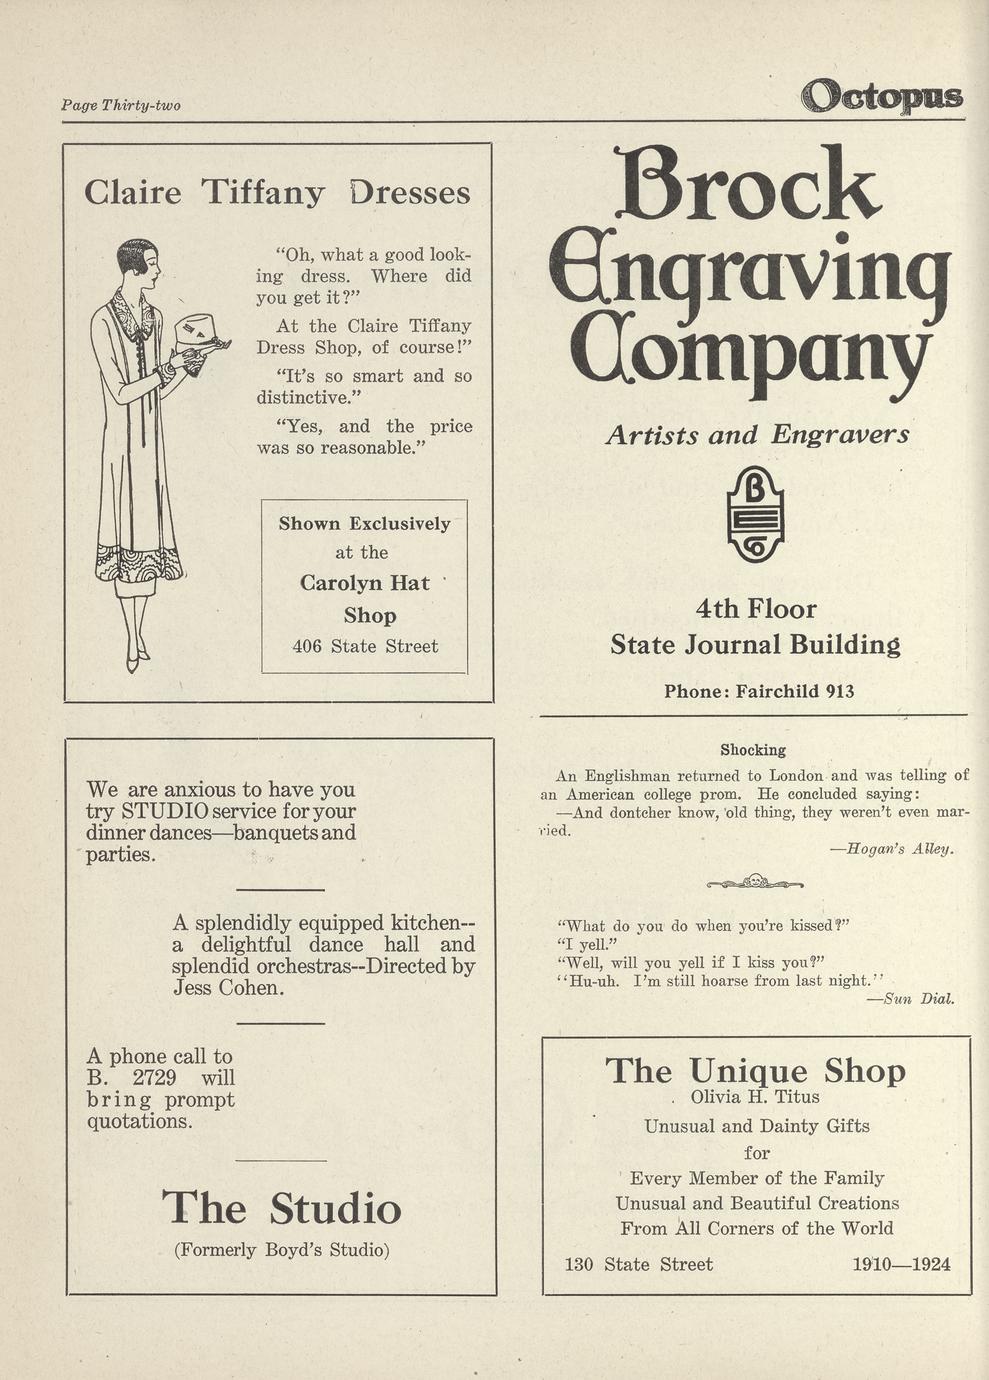 Page Thirty-two
Octopus
Claire Tiffany Dresses
“Oh, what a good look-
ing dress. Where did
you get it?”
At the Claire Tiffany
Dress Shop, of course!”
“It’s so smart and so
distinctive.”
“Yes, and the price
was so reasonable.”
Shown Exclusively
at the
Carolyn Hat
Shop
406 State Street
We are anxious to have you
try STUDIO service for your
dinner dances—banquets and
parties.
A splendidly equipped kitchen--
a delightful dance hall and
splendid orchestras--Directed by
Jess Cohen.
A phone call to
B. 2729 will
bring prompt
quotations.
The Studio
(Formerly Boyd’s Studio)
Brock
Engraving
Company
Artists and Engravers
B
E
C
4th Floor
State Journal Building
Phone: Fairchild 913
Shocking
An Englishman returned to London and was telling of
an American college prom. He concluded saying:
—And dontcher know, old thing, they weren’t even mar-
ried.
—Hogan’s Alley.
“What do you do when you’re kissed?”
“I yell.”
“Well, will you yell if I kiss you?”
“Hu-uh. I’m still hoarse from last night.”
—Sun Dial.
The Unique Shop
Olivia H. Titus
Unusual and Dainty Gifts
for
Every Member of the Family
Unusual and Beautiful Creations
From All Corners of the World
130 State Street 1910—1924